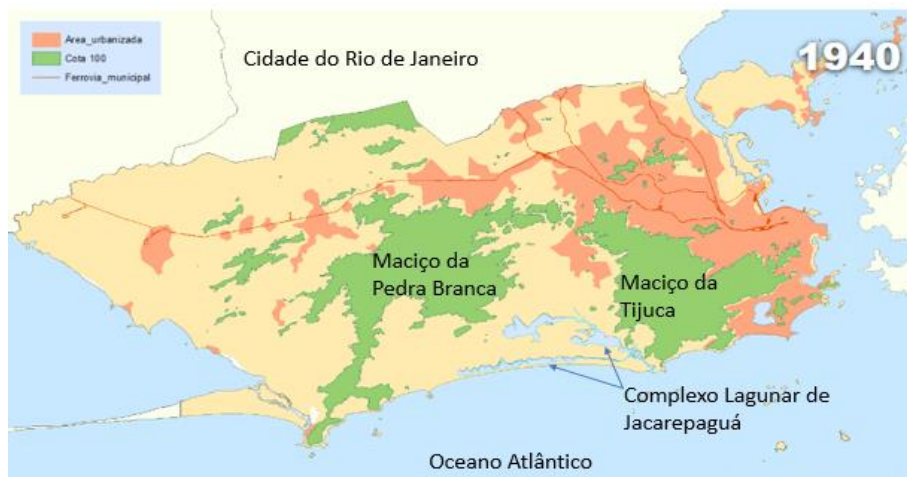 Area_urbanizada
Cota 100
Ferrovia_municipal
Cidade do Rio de Janeiro
1940
Maciço da
Pedra Branca
Maciço da
Tijuca
Complexo Lagunar de
Jacarepaguá
Oceano Atlântico